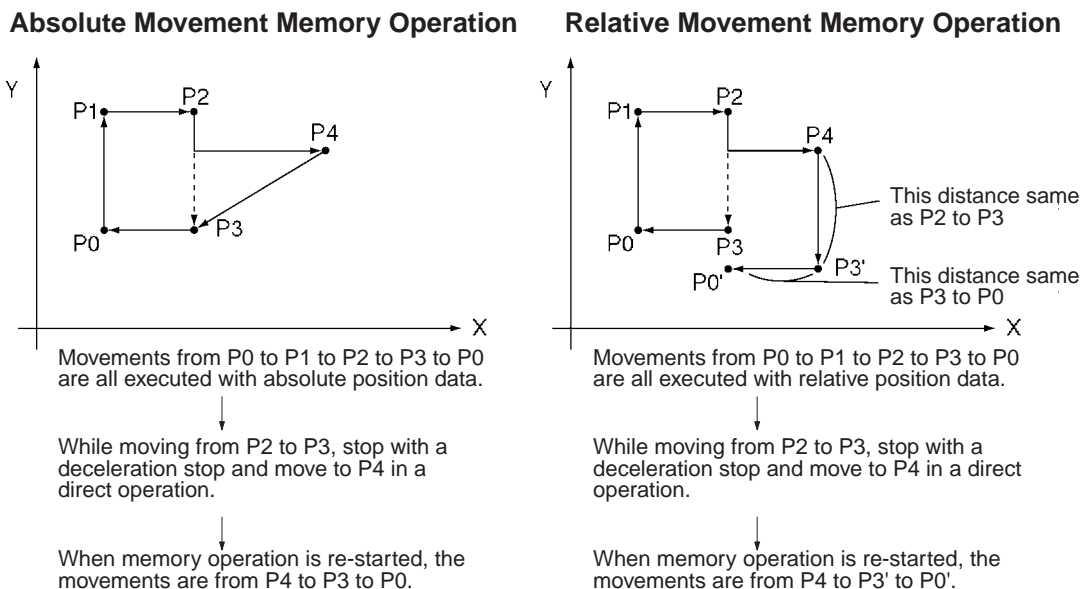 Absolute Movement Memory Operation
Y
P1
P2
P4
P0
P3
X
Movements from P0 to P1 to P2 to P3 to P0
are all executed with absolute position data.
While moving from P2 to P3, stop with a
deceleration stop and move to P4 in a
direct operation.
When memory operation is re-started, the
movements are from P4 to P3 to P0.
Relative Movement Memory Operation
Y
P1
P2
P4
This distance same
as P2 to P3
P0
P3
P0'
P3'
This distance same
as P3 to P0
X
Movements from P0 to P1 to P2 to P3 to P0
are all executed with relative position data.
While moving from P2 to P3, stop with a
deceleration stop and move to P4 in a direct
operation.
When memory operation is re-started, the
movements are from P4 to P3' to P0'.